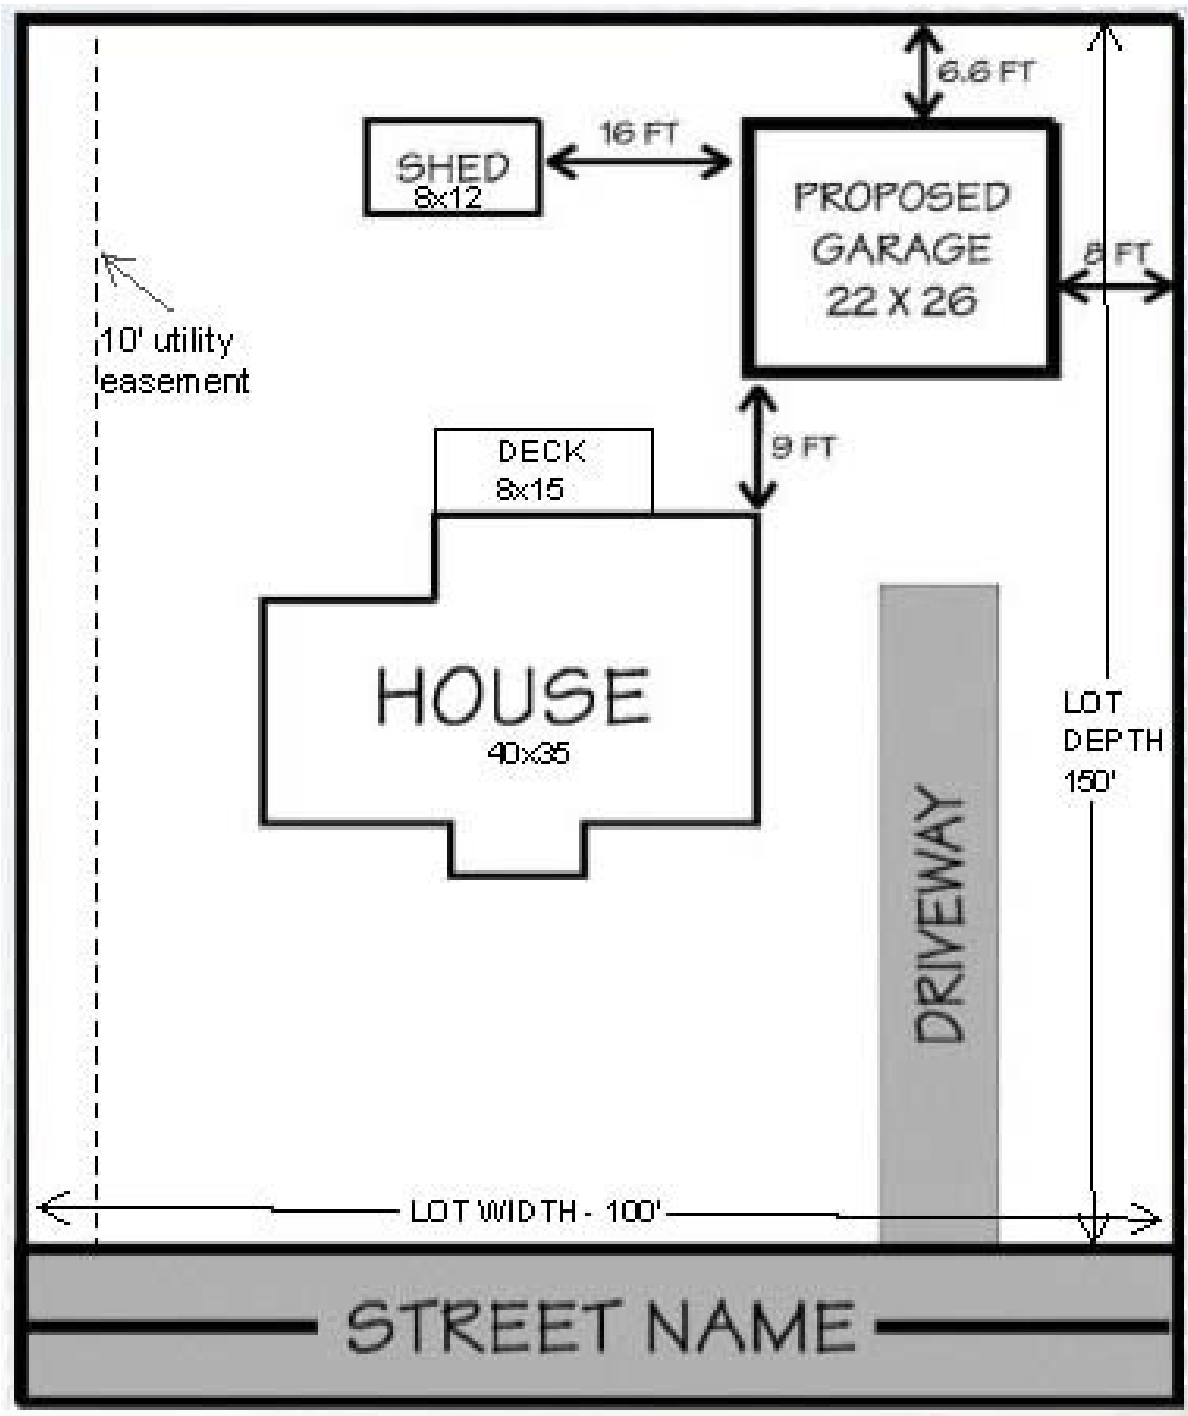 6.6 FT
16 FT
SHED
8x12
PROPOSED
GARAGE
22 X 26
8 FT
10' utility
easement
DECK
8x15
9 FT
HOUSE
40x35
LOT
DEPTH
150'
DRIVEWAY
LOT WIDTH - 100'
STREET NAME